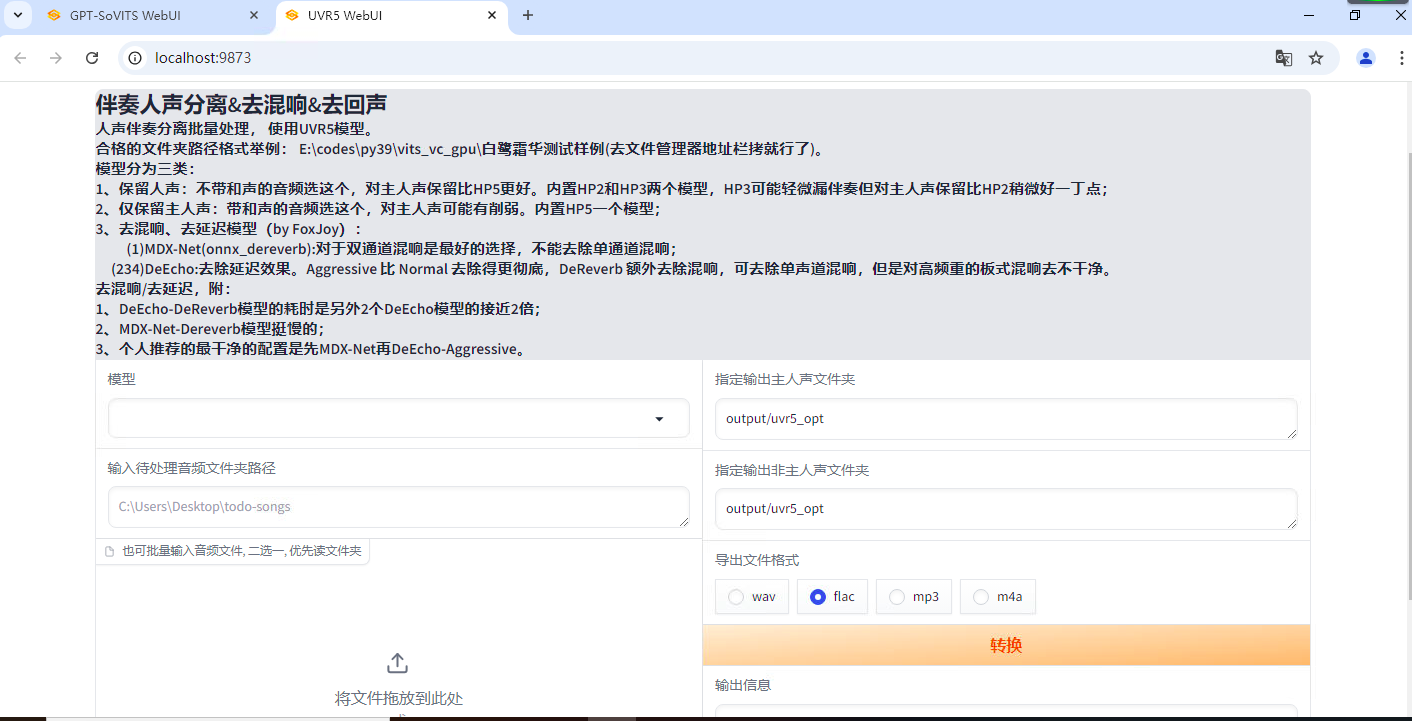 GPT-SoVITS WebUI
UVR5 WebUI
localhost:9873
伴奏人声分离&去混响&去回声
人声伴奏分离批量处理， 使用UVR5模型。
合格的文件夹路径格式举例： E:\codes\py39\vits_vc_gpu\白鹭霜华测试样例(去文件管理器地址栏拷就行了)。
模型分为三类：
1、保留人声：不带和声的音频选这个，对主人声保留比HP5更好。内置HP2和HP3两个模型，HP3可能轻微漏伴奏但对主人声保留比HP2稍微好一丁点；
2、仅保留主人声：带和声的音频选这个，对主人声可能有削弱。内置HP5一个模型；
3、去混响、去延迟模型（by FoxJoy）：
(1)MDX-Net(onnx_dereverb):对于双通道混响是最好的选择，不能去除单通道混响；
(234)DeEcho:去除延迟效果。Aggressive 比 Normal 去除得更彻底，DeReverb 额外去除混响，可去除单声道混响，但是对高频重的板式混响去不干净。
去混响/去延迟，附：
1、DeEcho-DeReverb模型的耗时是另外2个DeEcho模型的接近2倍；
2、MDX-Net-Dereverb模型挺慢的；
3、个人推荐的最干净的配置是先MDX-Net再DeEcho-Aggressive。
模型
输入待处理音频文件夹路径
C:\Users\Desktop\todo-songs
也可批量输入音频文件, 二选一, 优先读文件夹
将文件拖放到此处
指定输出主人声文件夹
output/uvr5_opt
指定输出非主人声文件夹
output/uvr5_opt
导出文件格式
wav
flac
mp3
m4a
转换
输出信息